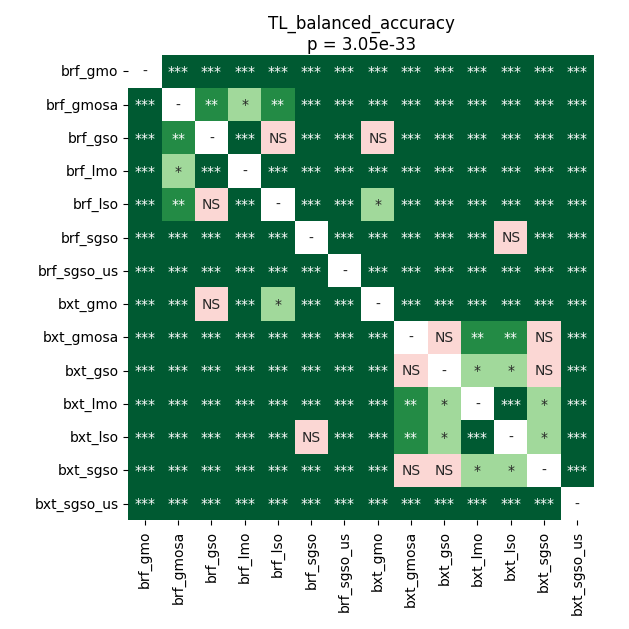 TL_balanced_accuracy
p = 3.05e-33
brf_gmo - *** *** *** *** *** *** *** *** *** *** *** *** ***
brf_gmosa *** - ** * ** *** *** *** *** *** *** *** *** ***
brf_gso *** ** - *** NS *** *** NS *** *** *** *** *** ***
brf_lmo *** * *** - *** *** *** *** *** *** *** *** *** ***
brf_lso *** ** NS *** - *** *** * *** *** *** *** *** ***
brf_sgso *** *** *** *** *** - *** *** *** *** *** NS *** ***
brf_sgso_us *** *** *** *** *** *** - *** *** *** *** *** *** ***
bxt_gmo *** *** NS *** * *** *** - *** *** *** *** *** ***
bxt_gmosa *** *** *** *** *** *** *** *** - NS ** ** NS ***
bxt_gso *** *** *** *** *** *** *** *** NS - * * NS ***
bxt_lmo *** *** *** *** *** *** *** *** ** * - *** * ***
bxt_lso *** *** *** *** *** NS *** *** ** * *** - * ***
bxt_sgso *** *** *** *** *** *** *** *** NS NS * * - ***
bxt_sgso_us *** *** *** *** *** *** *** *** *** *** *** *** *** -
brf_gmo brf_gmosa brf_gso brf_lmo brf_lso brf_sgso brf_sgso_us bxt_gmo bxt_gmosa bxt_gso bxt_lmo bxt_lso bxt_sgso bxt_sgso_us